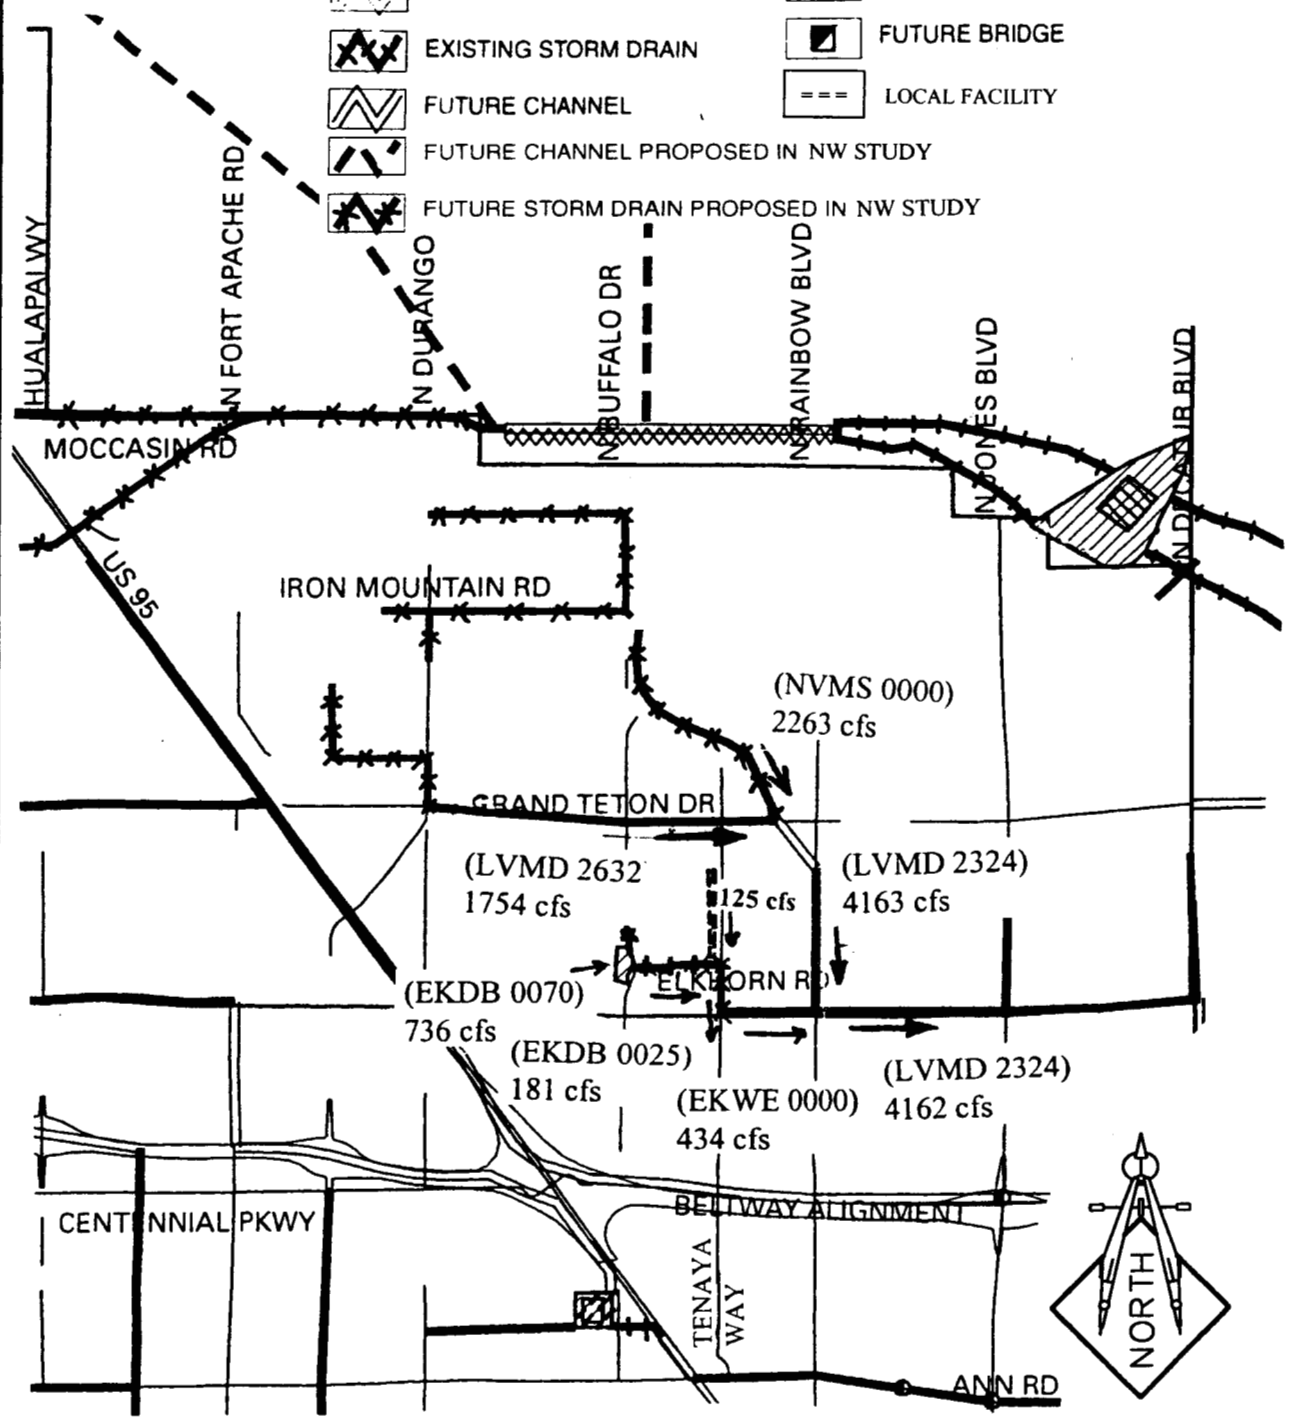 EXISTING STORM DRAIN
FUTURE CHANNEL
FUTURE CHANNEL PROPOSED IN NW STUDY
FUTURE STORM DRAIN PROPOSED IN NW STUDY
FUTURE BRIDGE
LOCAL FACILITY
HUALAPAI WY
N FORT APACHE RD
N DURANGO
N BUFFALO DR
N RAINBOW BLVD
N JONES BLVD
N DECATUR BLVD
MOCCASIN RD
US 95
IRON MOUNTAIN RD
(NVMS 0000)
2263 cfs
GRAND TETON DR
(LVMD 2632
1754 cfs
125 cfs
(LVMD 2324)
4163 cfs
ELKHORN RD
(EKDB 0070)
736 cfs
(EKDB 0025)
181 cfs
(EKWE 0000)
434 cfs
(LVMD 2324)
4162 cfs
CENTENNIAL PKWY
BELTWAY ALIGNMENT
TENAYA
WAY
ANN RD
NORTH